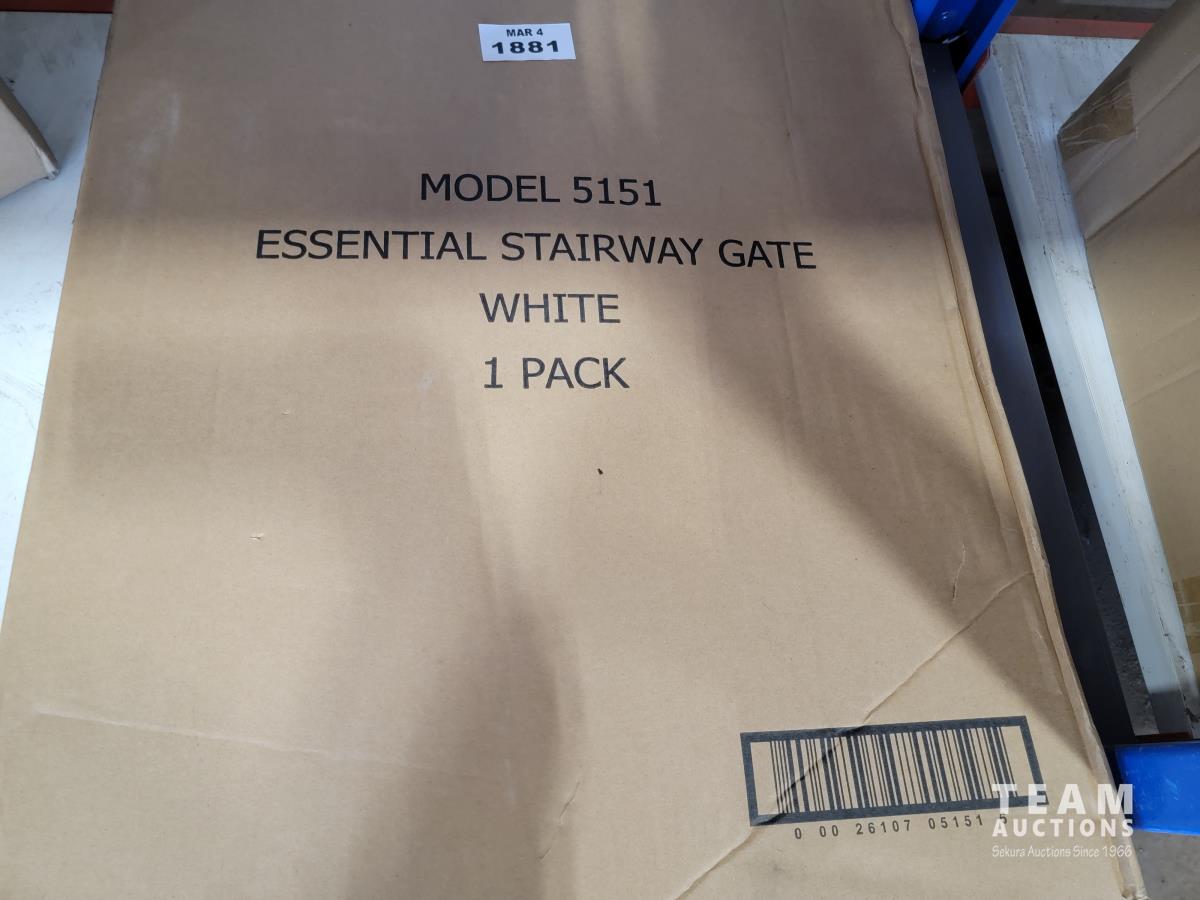 MAR 4
1881
MODEL 5151
ESSENTIAL STAIRWAY GATE
WHITE
1 PACK
0 00 26107 05151 5
TEAM
AUCTIONS
Sekura Auctions Since 1966